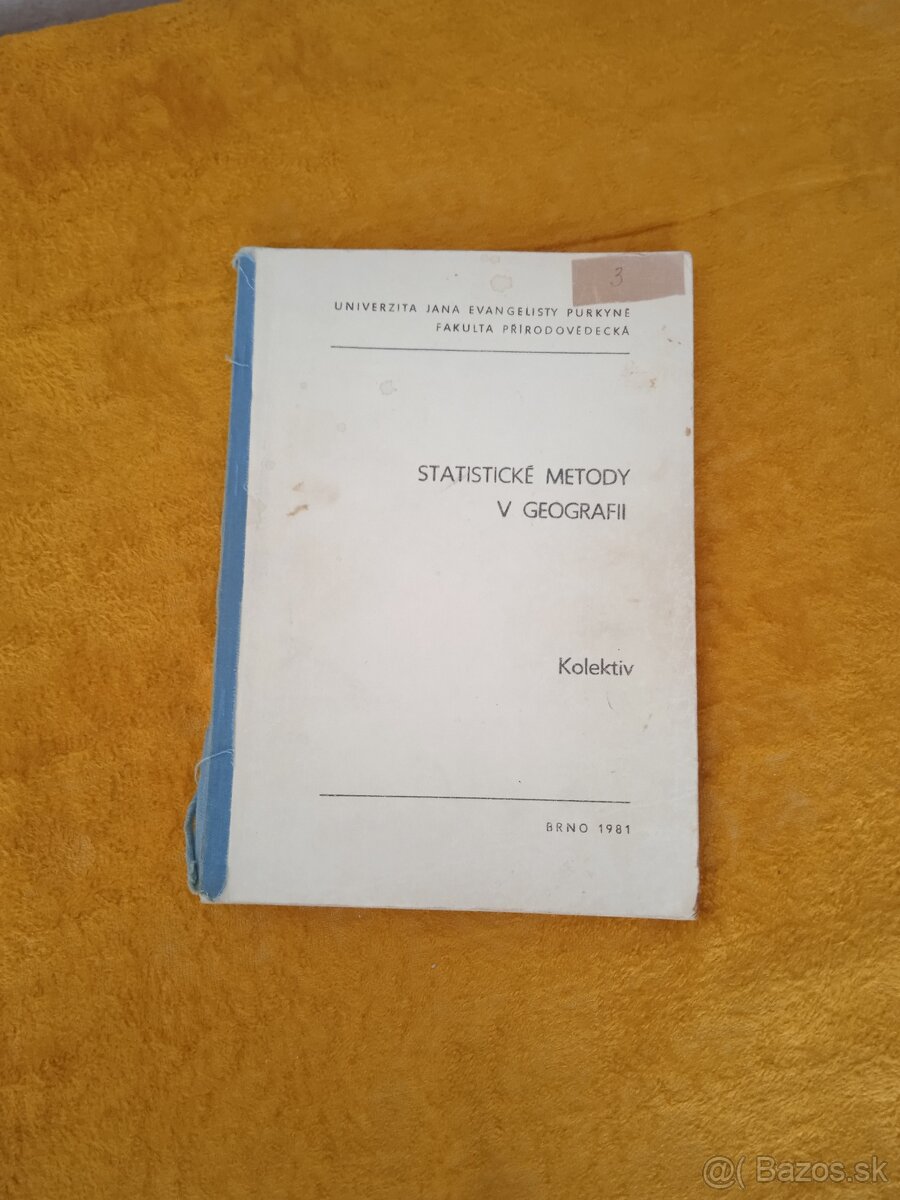 3
UNIVERZITA JANA EVANGELISTY PURKYNĚ
FAKULTA PŘÍRODOVĚDECKÁ
STATISTICKÉ METODY
V GEOGRAFII
Kolektiv
BRNO 1981
@( Bazos.sk